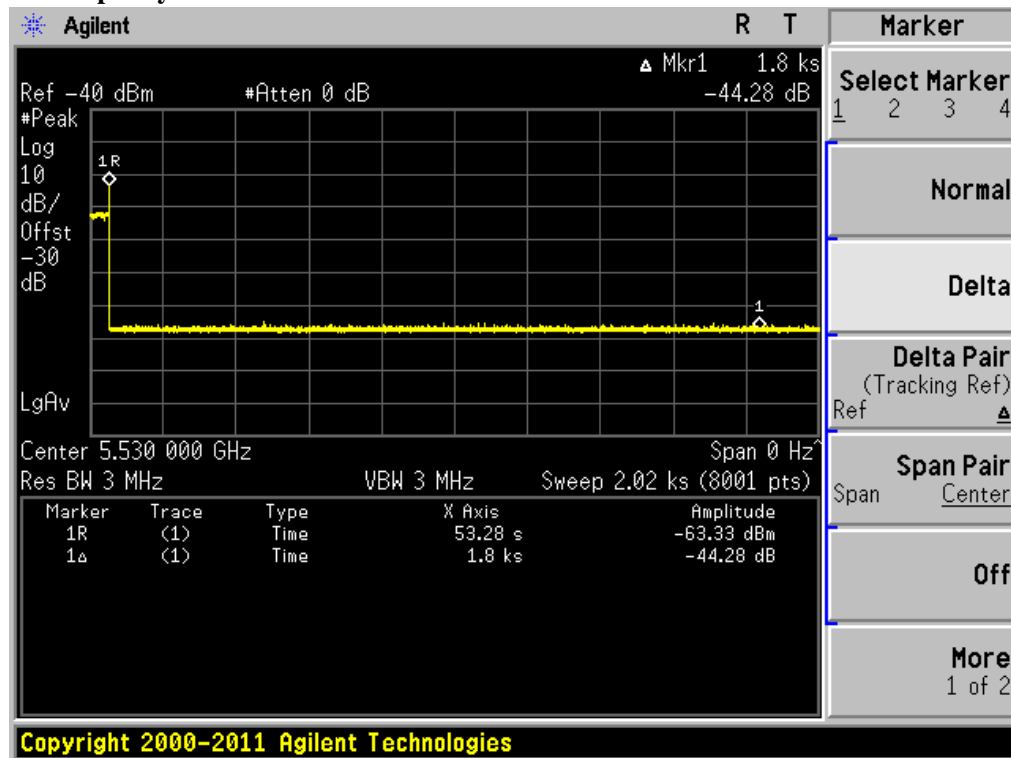 Agilent R T Marker
Δ Mkr1 1.8 ks
Ref -40 dBm #Atten 0 dB -44.28 dB
#Peak
Log
10
dB/
Offst
-30
dB
LgAv
1R
1
Center 5.530 000 GHz Span 0 Hz^
Res BW 3 MHz VBW 3 MHz Sweep 2.02 ks (8001 pts)
Marker Trace Type X Axis Amplitude
1R (1) Time 53.28 s -63.33 dBm
1Δ (1) Time 1.8 ks -44.28 dB
Select Marker
1 2 3 4
Normal
Delta
Delta Pair
(Tracking Ref)
Ref Δ
Span Pair
Span Center
Off
More
1 of 2
Copyright 2000-2011 Agilent Technologies